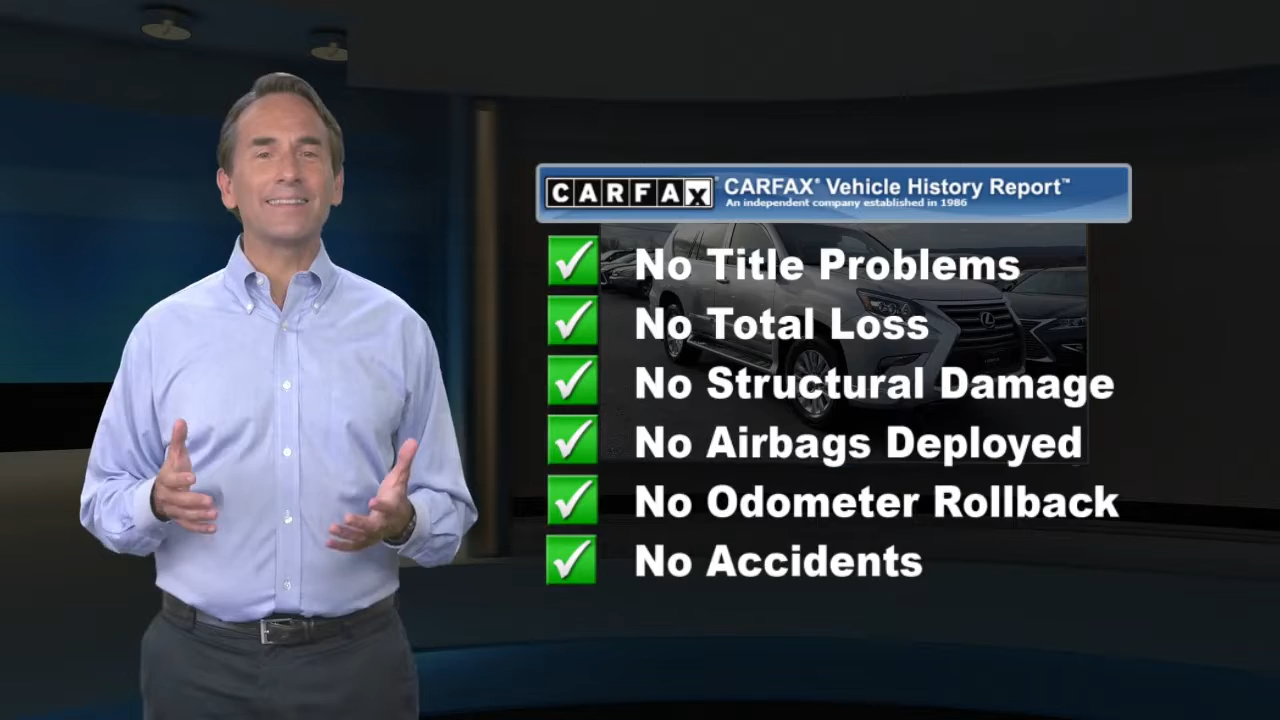 CARFAX® CARFAX® Vehicle History Report™
An independent company established in 1986
No Title Problems
No Total Loss
No Structural Damage
No Airbags Deployed
No Odometer Rollback
No Accidents